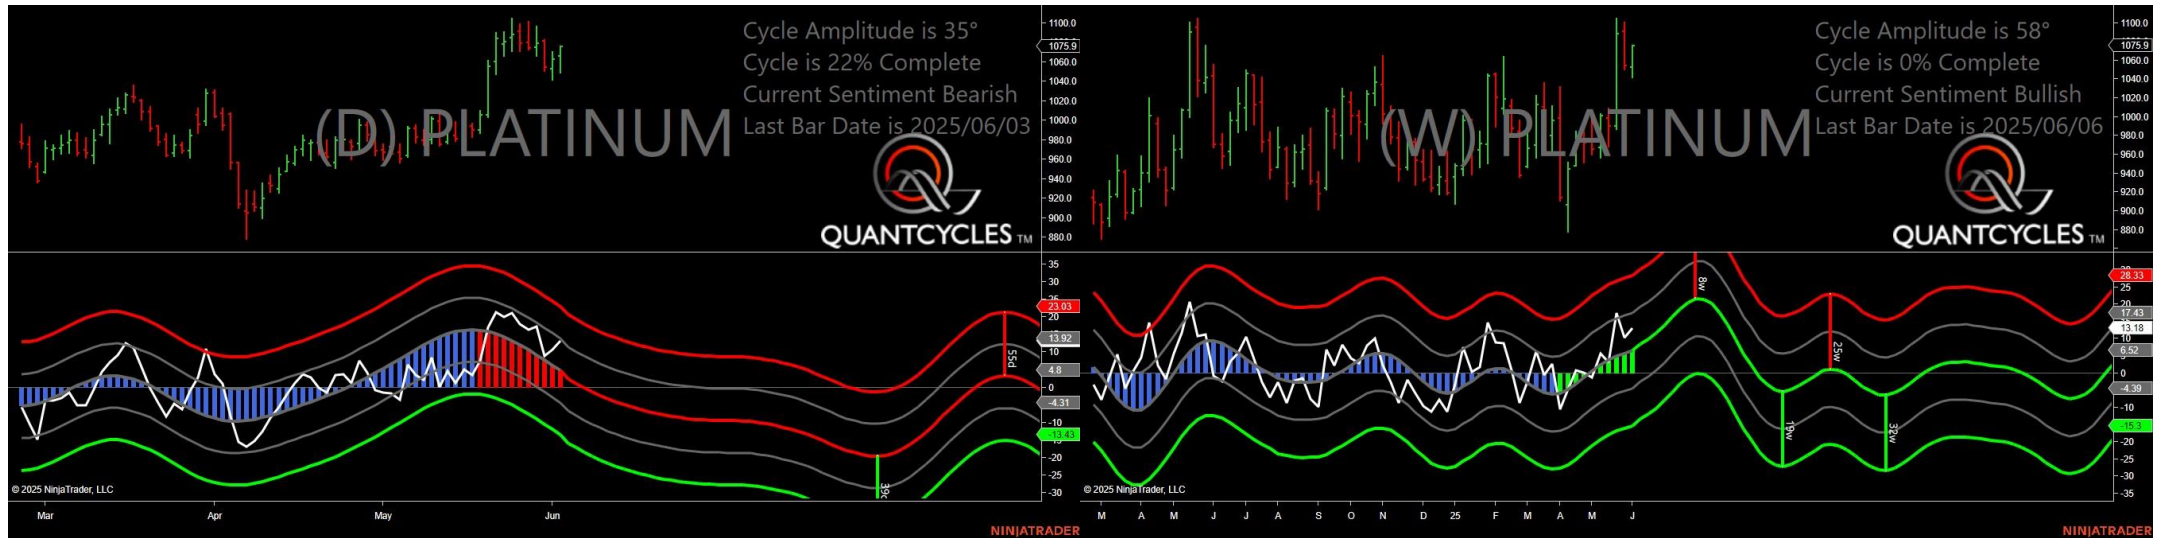 Cycle Amplitude is 35°
Cycle is 22% Complete
Current Sentiment Bearish
Last Bar Date is 2025/06/03
(D) PLATINUM
QUANTCYCLES TM
1100.0
1075.9
1060.0
1040.0
1020.0
1000.0
980.0
960.0
940.0
920.0
900.0
880.0
35
30
23.03
20
13.92
10
4.8
0
-4.31
-10
-13.43
-20
-25
-30
55d
© 2025 NinjaTrader, LLC
Mar Apr May Jun
NINJATRADER
Cycle Amplitude is 58°
Cycle is 0% Complete
Current Sentiment Bullish
Last Bar Date is 2025/06/06
(W) PLATINUM
QUANTCYCLES TM
1100.0
1075.9
1060.0
1040.0
1020.0
1000.0
980.0
960.0
940.0
920.0
900.0
880.0
28.33
25
20
17.43
13.18
10
6.52
0
-4.39
-10
-15.3
-20
-25
-30
-35
8w
25w
19w
32w
© 2025 NinjaTrader, LLC
M A M J J A S O N D 25 F M A M J
NINJATRADER